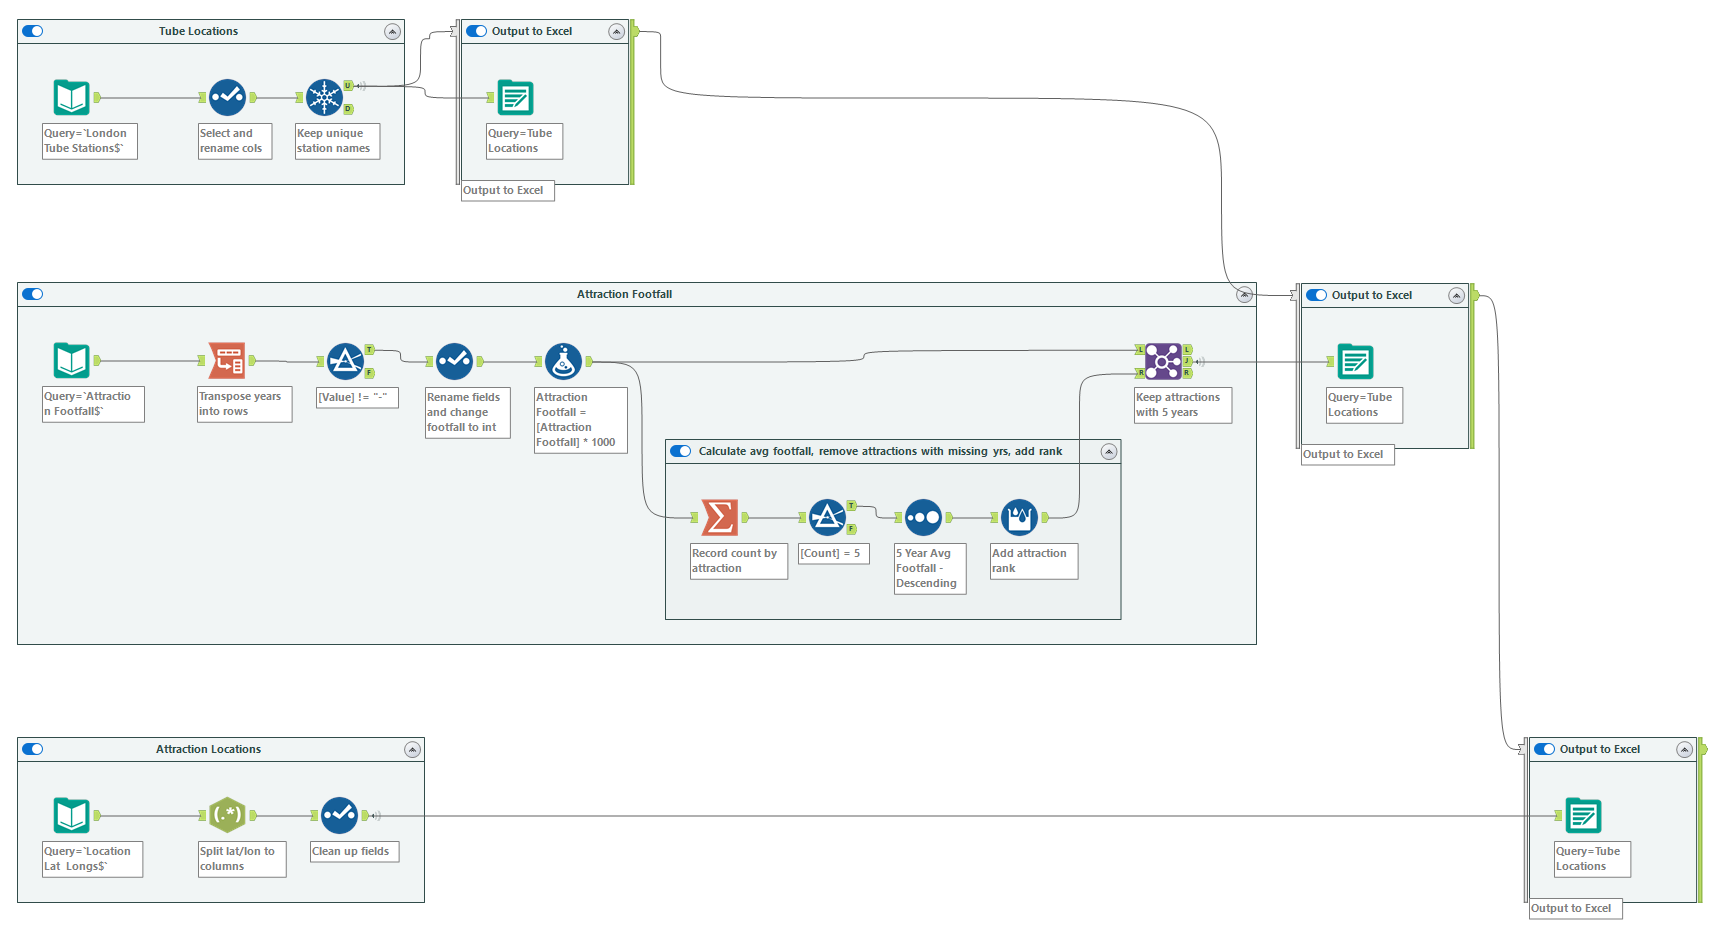 Tube Locations
Output to Excel
U
D
Query=`London
Tube Stations$`
Select and
rename cols
Keep unique
station names
Query=Tube
Locations
Output to Excel
Attraction Footfall
Output to Excel
T
F
L
R
L
J
R
Query=`Attractio
n Footfall$`
Transpose years
into rows
[Value] != "-"
Rename fields
and change
footfall to int
Attraction
Footfall =
[Attraction
Footfall] * 1000
Keep attractions
with 5 years
Query=Tube
Locations
Output to Excel
Calculate avg footfall, remove attractions with missing yrs, add rank
T
F
Record count by
attraction
[Count] = 5
5 Year Avg
Footfall -
Descending
Add attraction
rank
Attraction Locations
Output to Excel
(.*)
Query=`Location
Lat Longs$`
Split lat/lon to
columns
Clean up fields
Query=Tube
Locations
Output to Excel